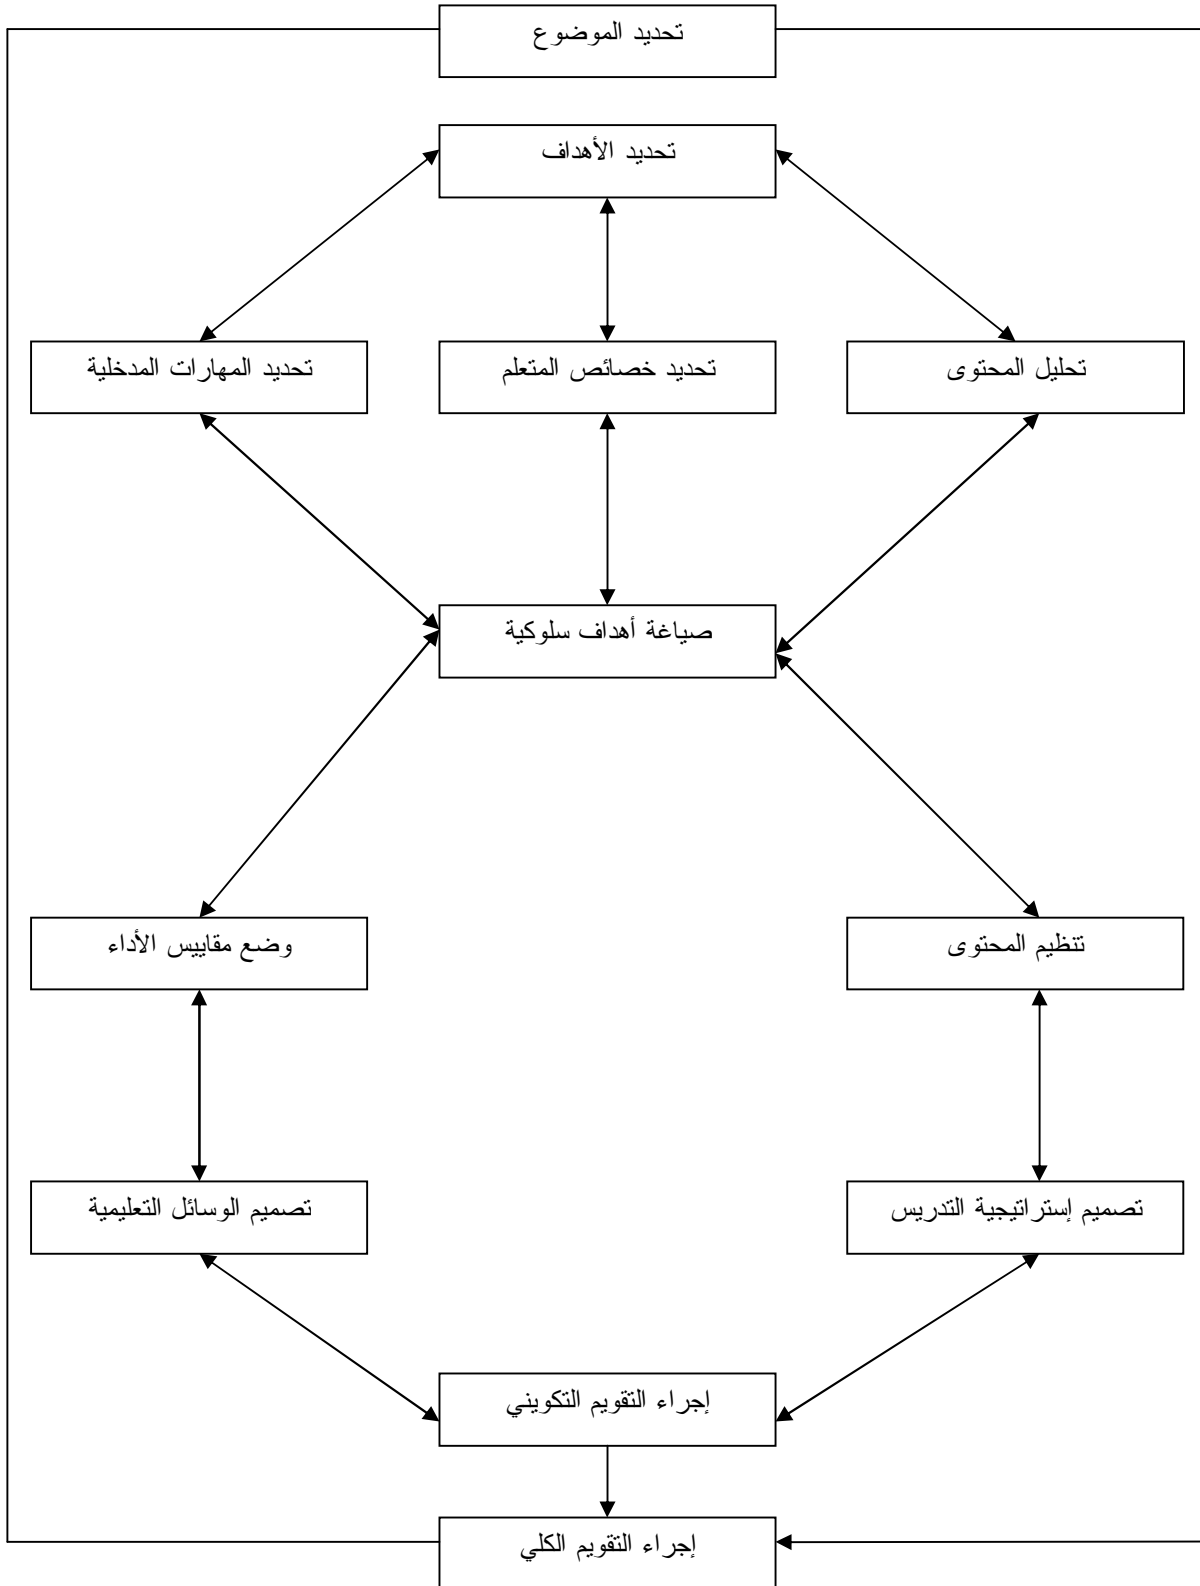 تحديد الموضوع
تحديد الأهداف
تحليل المحتوى
تحديد خصائص المتعلم
تحديد المهارات المدخلية
صياغة أهداف سلوكية
تنظيم المحتوى
وضع مقاييس الأداء
تصميم إستراتيجية التدريس
تصميم الوسائل التعليمية
إجراء التقويم التكويني
إجراء التقويم الكلي